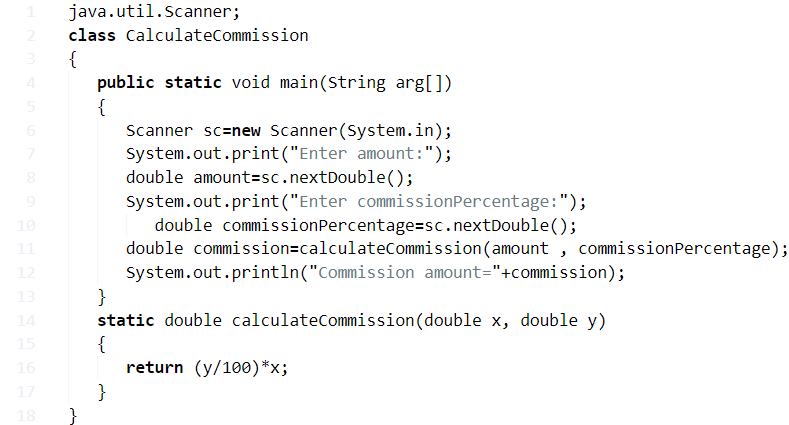 1 java.util.Scanner;
2 class CalculateCommission
3 {
4 public static void main(String arg[])
5 {
6 Scanner sc=new Scanner(System.in);
7 System.out.print("Enter amount:");
8 double amount=sc.nextDouble();
9 System.out.print("Enter commissionPercentage:");
10 double commissionPercentage=sc.nextDouble();
11 double commission=calculateCommission(amount , commissionPercentage);
12 System.out.println("Commission amount="+commission);
13 }
14 static double calculateCommission(double x, double y)
15 {
16 return (y/100)*x;
17 }
18 }